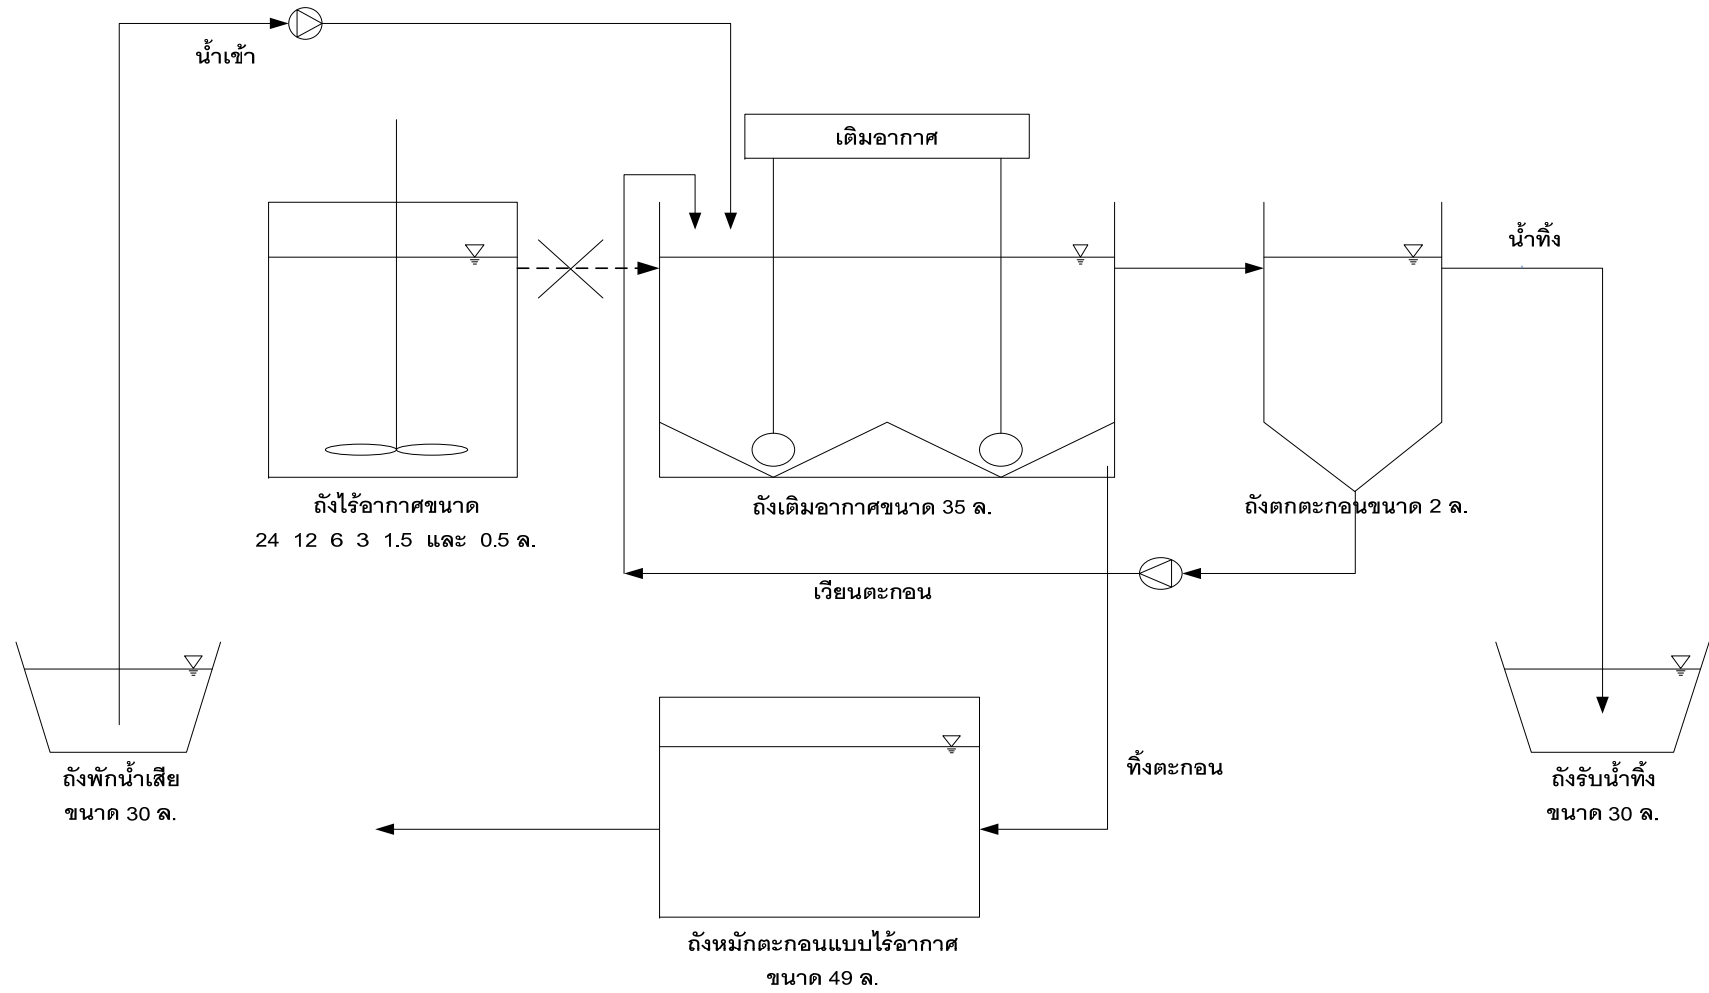 น้ำเข้า
เติมอากาศ
น้ำทิ้ง
ถังไร้อากาศขนาด
24 12 6 3 1.5 และ 0.5 ล.
ถังเติมอากาศขนาด 35 ล.
ถังตกตะกอนขนาด 2 ล.
เวียนตะกอน
ถังพักน้ำเสีย
ขนาด 30 ล.
ทิ้งตะกอน
ถังรับน้ำทิ้ง
ขนาด 30 ล.
ถังหมักตะกอนแบบไร้อากาศ
ขนาด 49 ล.